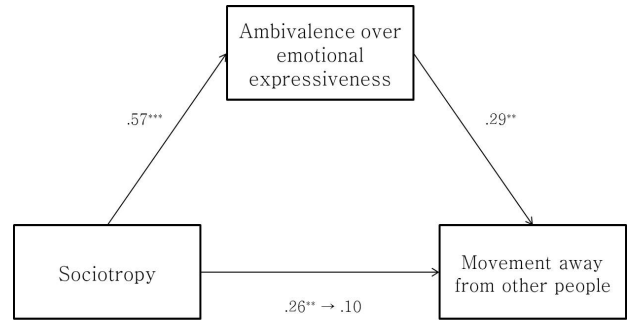 Ambivalence over
emotional
expressiveness
.57***
.29**
Sociotropy
Movement away
from other people
.26** → .10